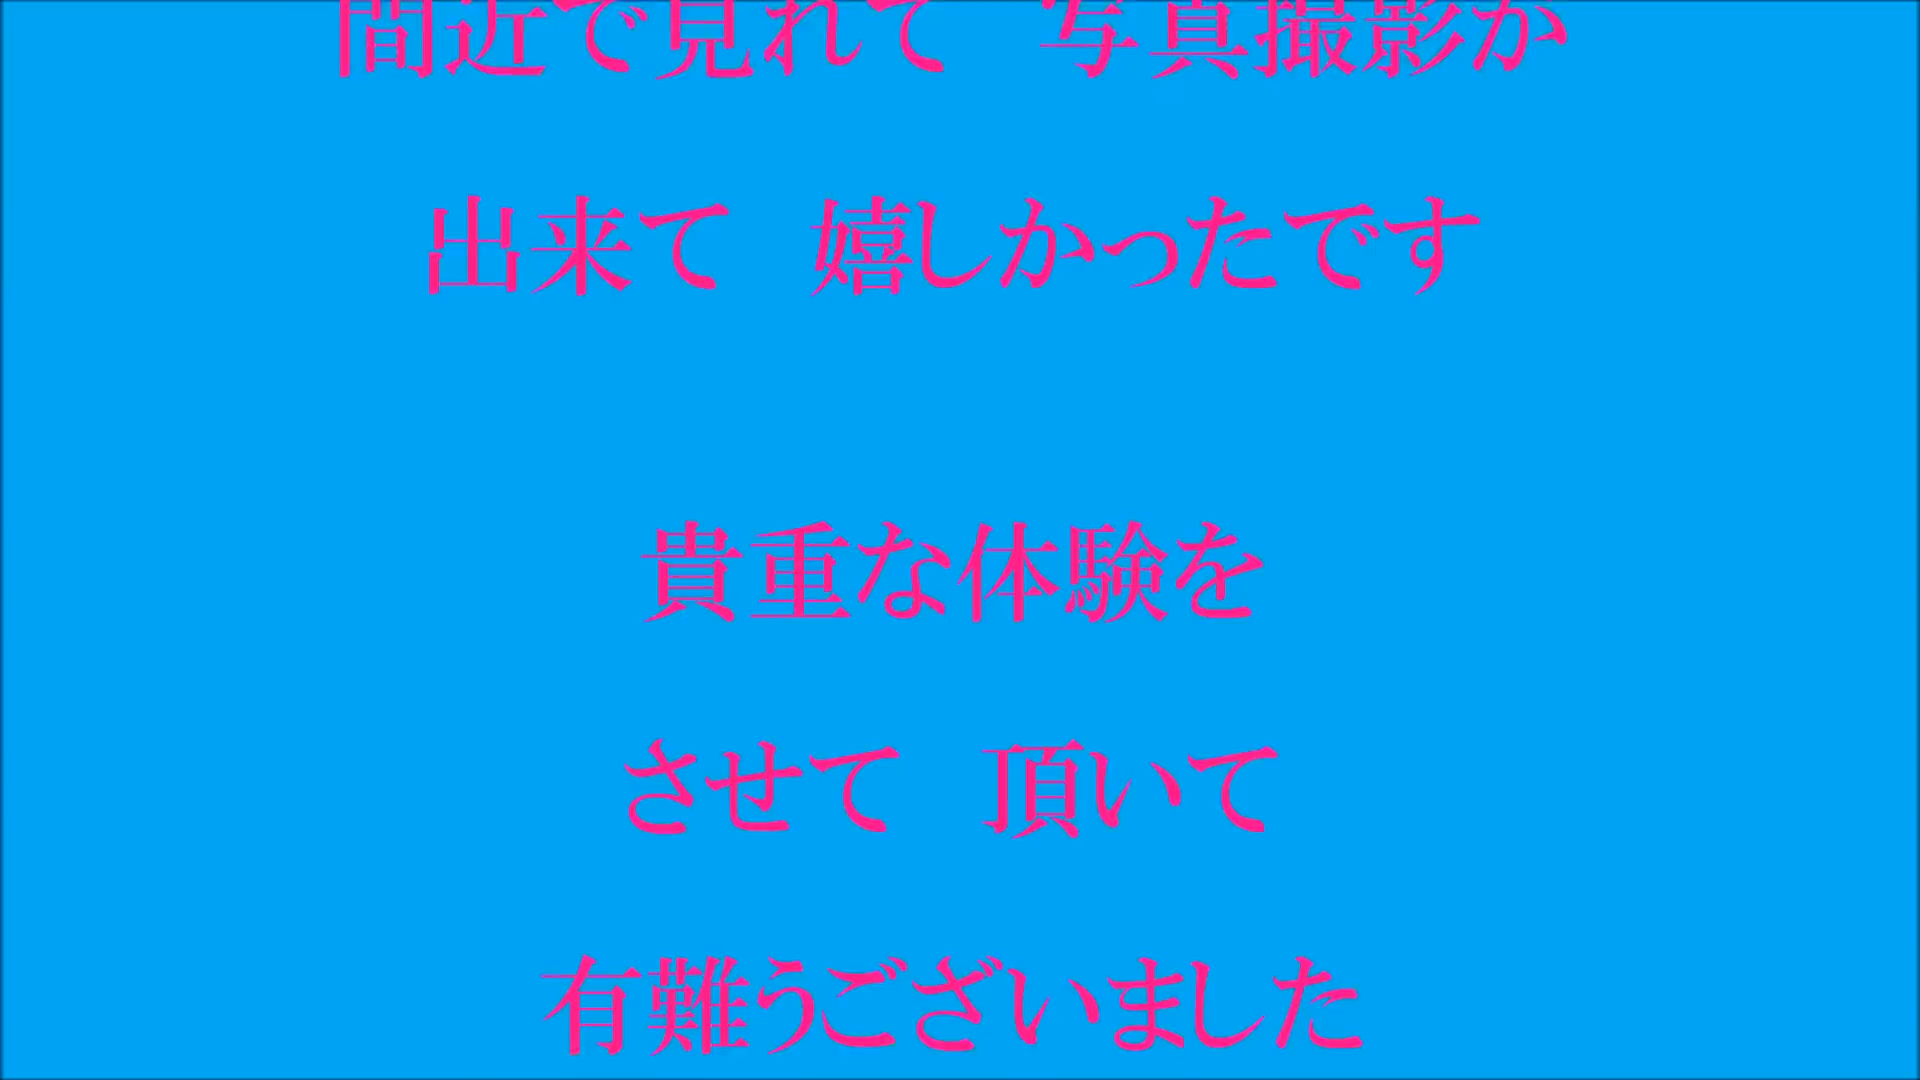 間近で見れて　写真撮影が
出来て　嬉しかったです
貴重な体験を
させて　頂いて
有難うございました